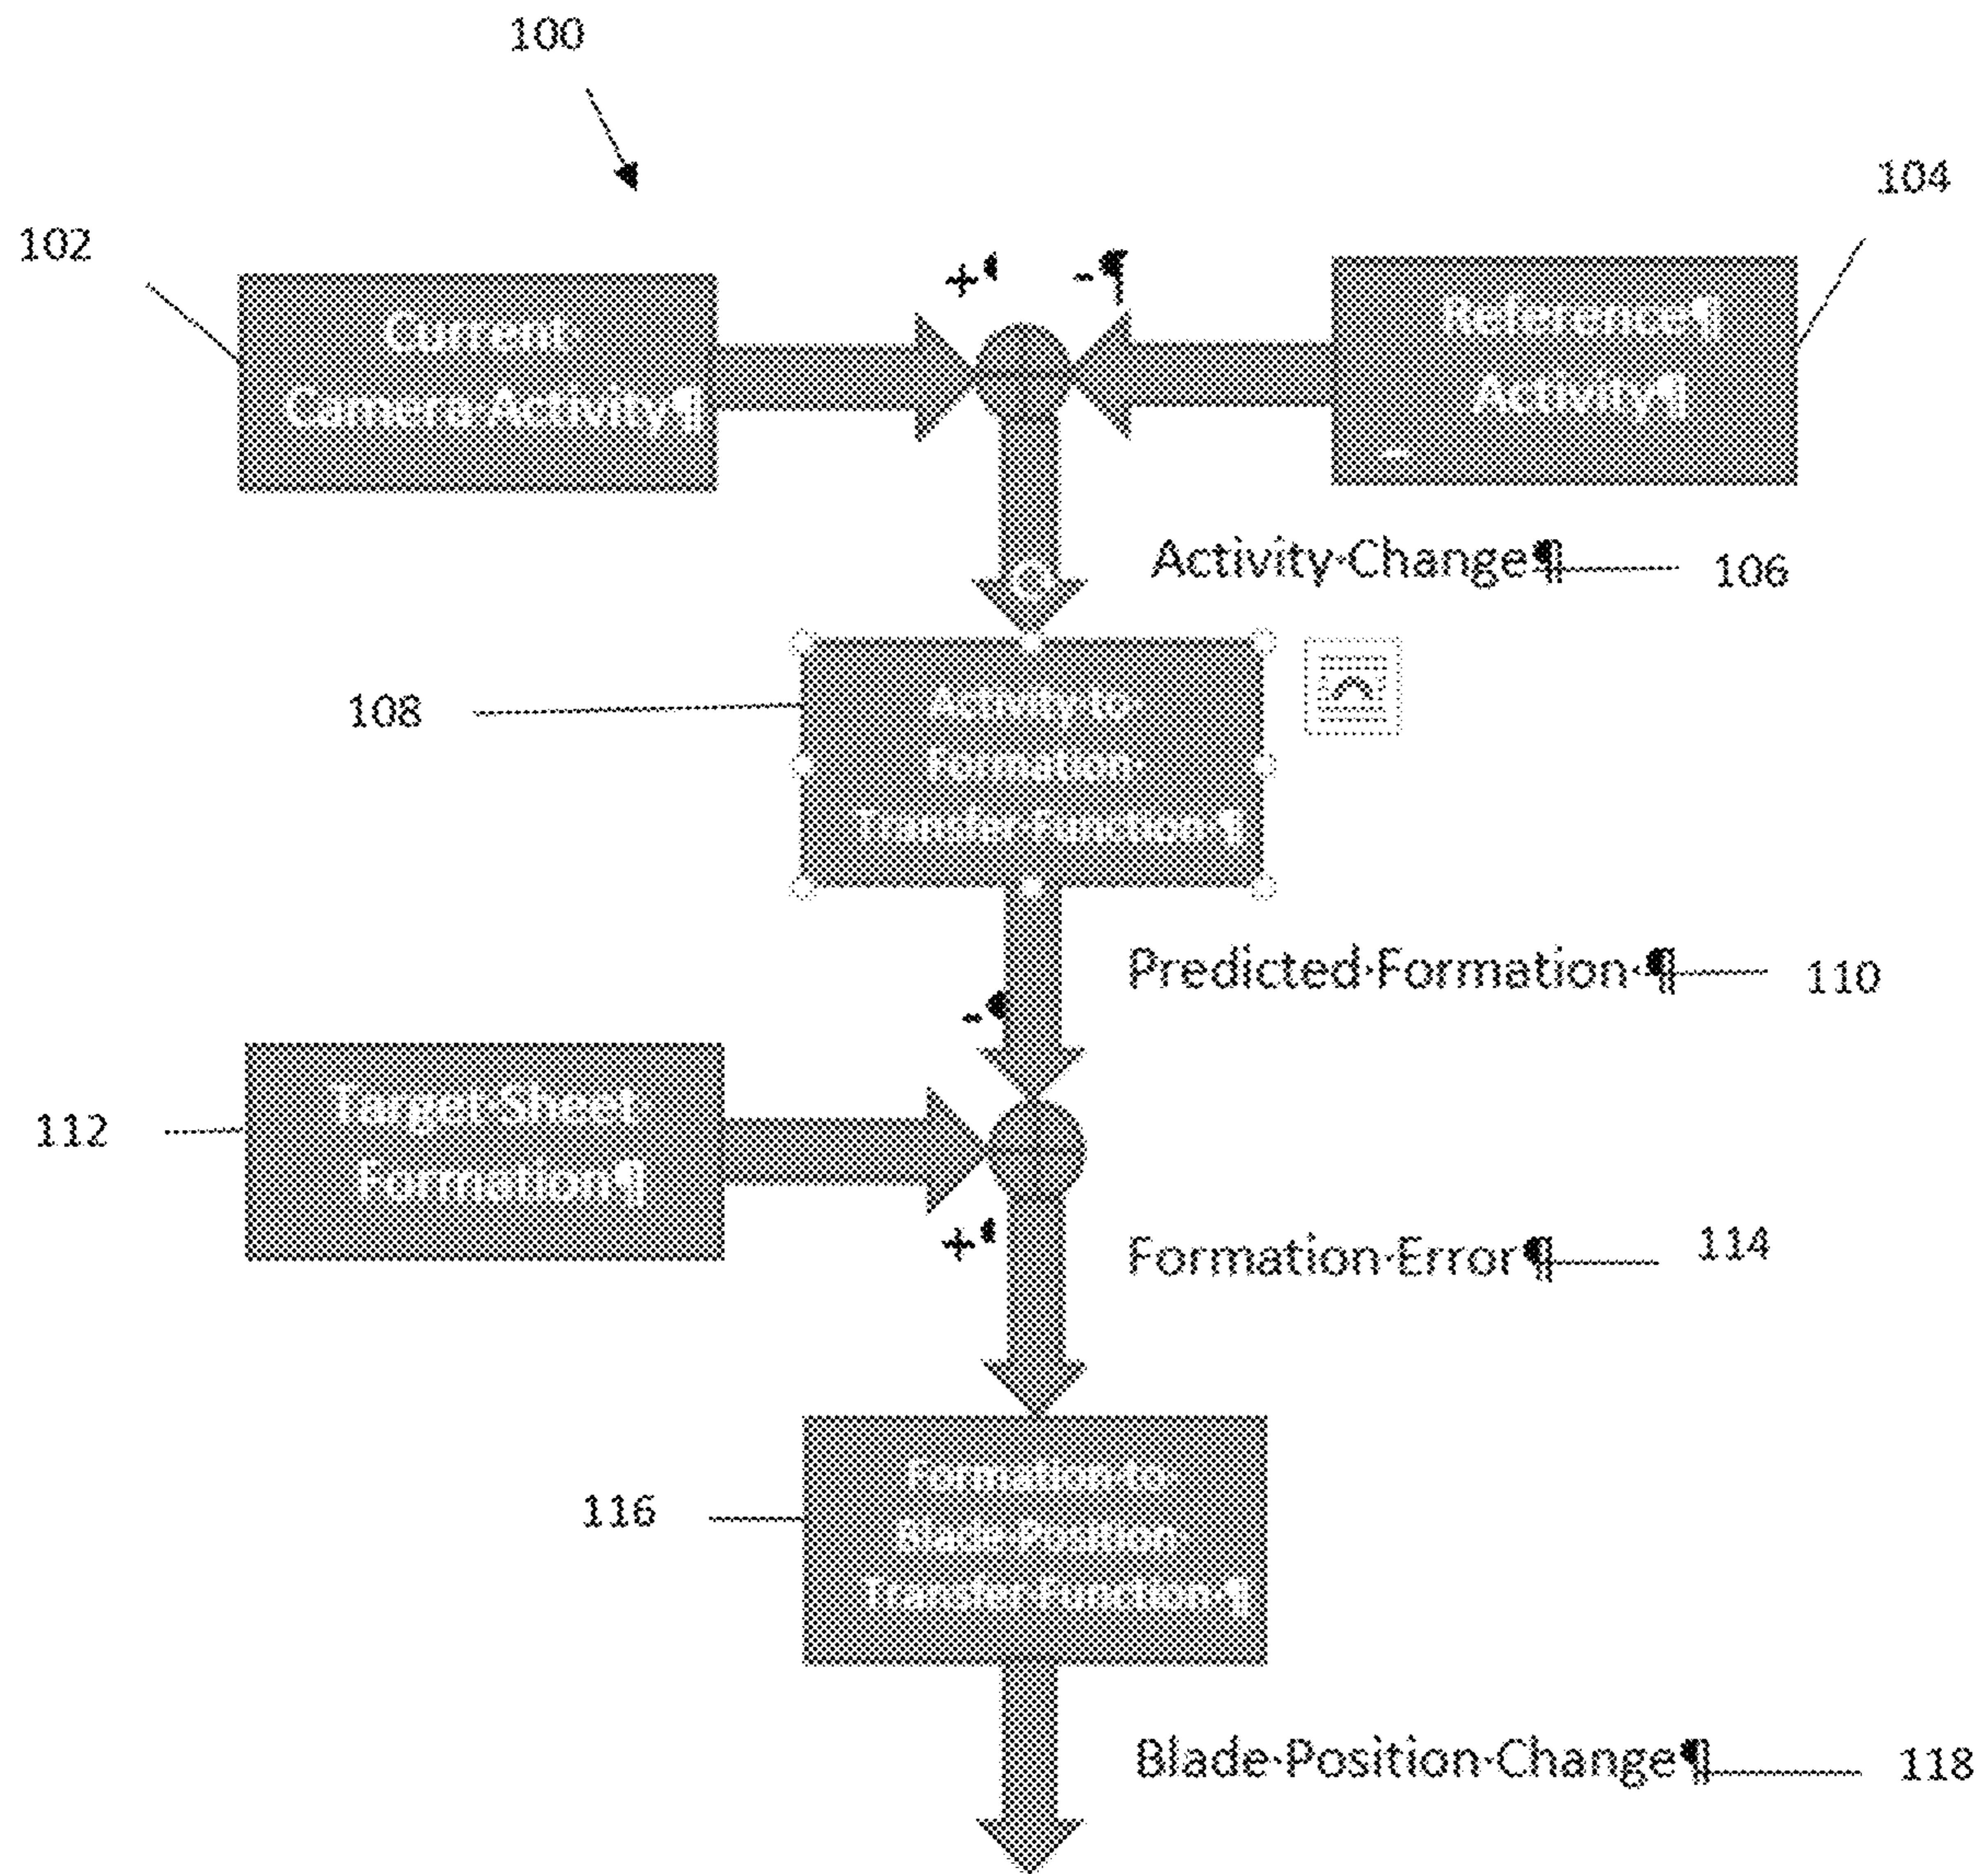 100
104
102
+¶ -¶
Current·
Camera·Activity¶
Reference¶
Activity¶
-
Activity·Change¶ 106
108
Activity·to·
Formation·
Transfer·Function·¶
Predicted·Formation·¶ 110
-¶
112
Target·Sheet·
Formation¶
+¶
Formation·Error¶ 114
116
Formation·to·
Blade·Position·
Transfer·Function·¶
Blade·Position·Change¶ 118